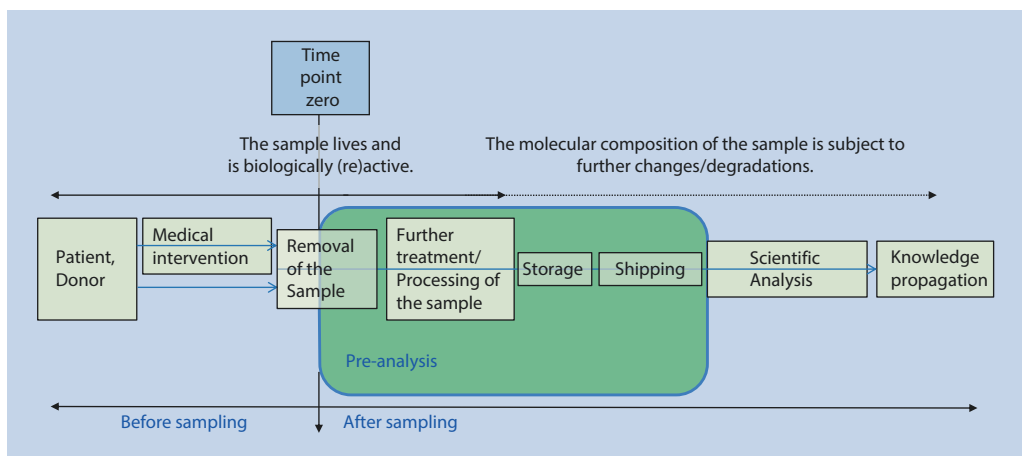 Time
point
zero
The sample lives and
is biologically (re)active.
The molecular composition of the sample is subject to
further changes/degradations.
Patient,
Donor
Medical
intervention
Removal
of the
Sample
Further
treatment/
Processing of
the sample
Storage
Shipping
Scientific
Analysis
Knowledge
propagation
Pre-analysis
Before sampling
After sampling